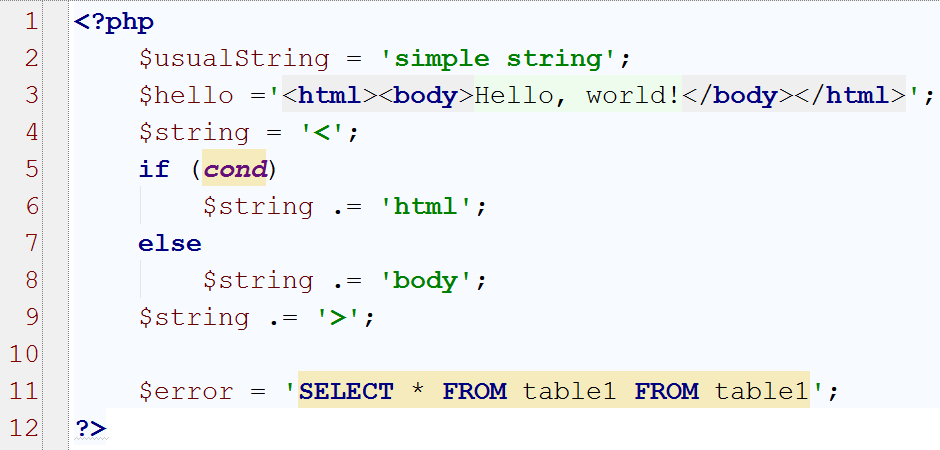 1 <?php
2 $usualString = 'simple string';
3 $hello ='<html><body>Hello, world!</body></html>';
4 $string = '<';
5 if (cond)
6 $string .= 'html';
7 else
8 $string .= 'body';
9 $string .= '>';
10
11 $error = 'SELECT * FROM table1 FROM table1';
12 ?>